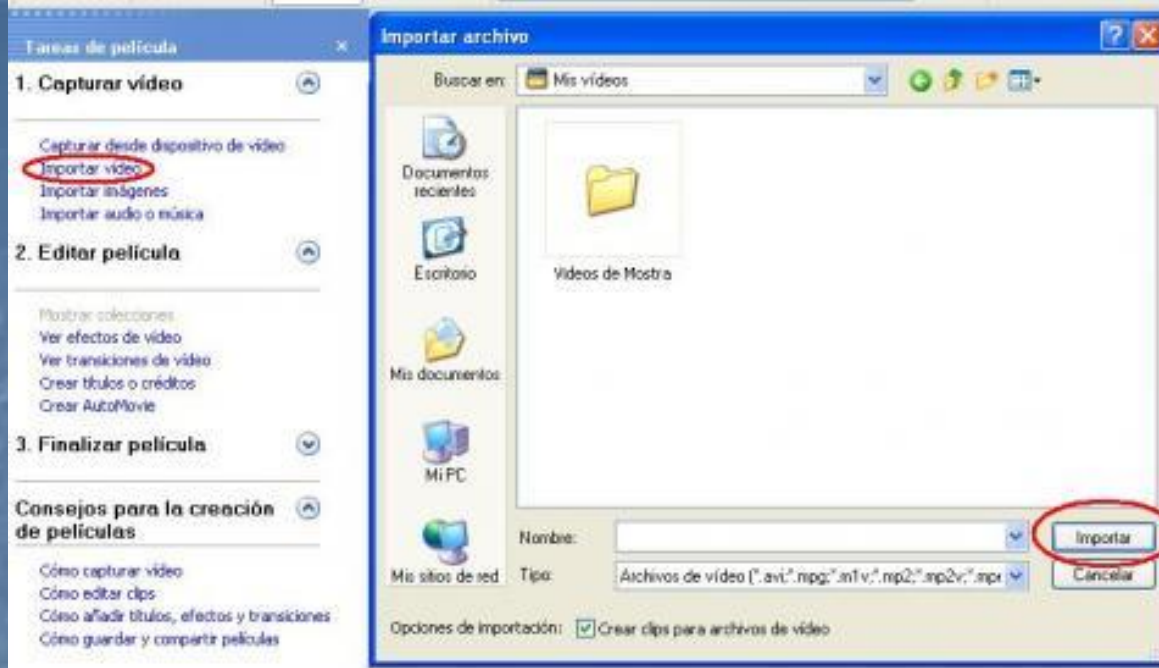 Tareas de película
1. Capturar vídeo
Capturar desde dispositivo de vídeo
Importar vídeo
Importar imágenes
Importar audio o música
2. Editar película
Mostrar colecciones
Ver efectos de vídeo
Ver transiciones de vídeo
Crear títulos o créditos
Crear AutoMovie
3. Finalizar película
Consejos para la creación
de películas
Cómo capturar vídeo
Cómo editar clips
Cómo añadir títulos, efectos y transiciones
Cómo guardar y compartir películas
Importar archivo
Buscar en: Mis vídeos
Documentos
recientes
Escritorio
Mis documentos
Mi PC
Mis sitios de red
Videos de Mostra
Nombre:
Importar
Tipo: Archivos de vídeo (*.avi;*.mpg;*.m1v;*.mp2;*.mp2v;*.mpe
Cancelar
Opciones de importación: Crear clips para archivos de vídeo